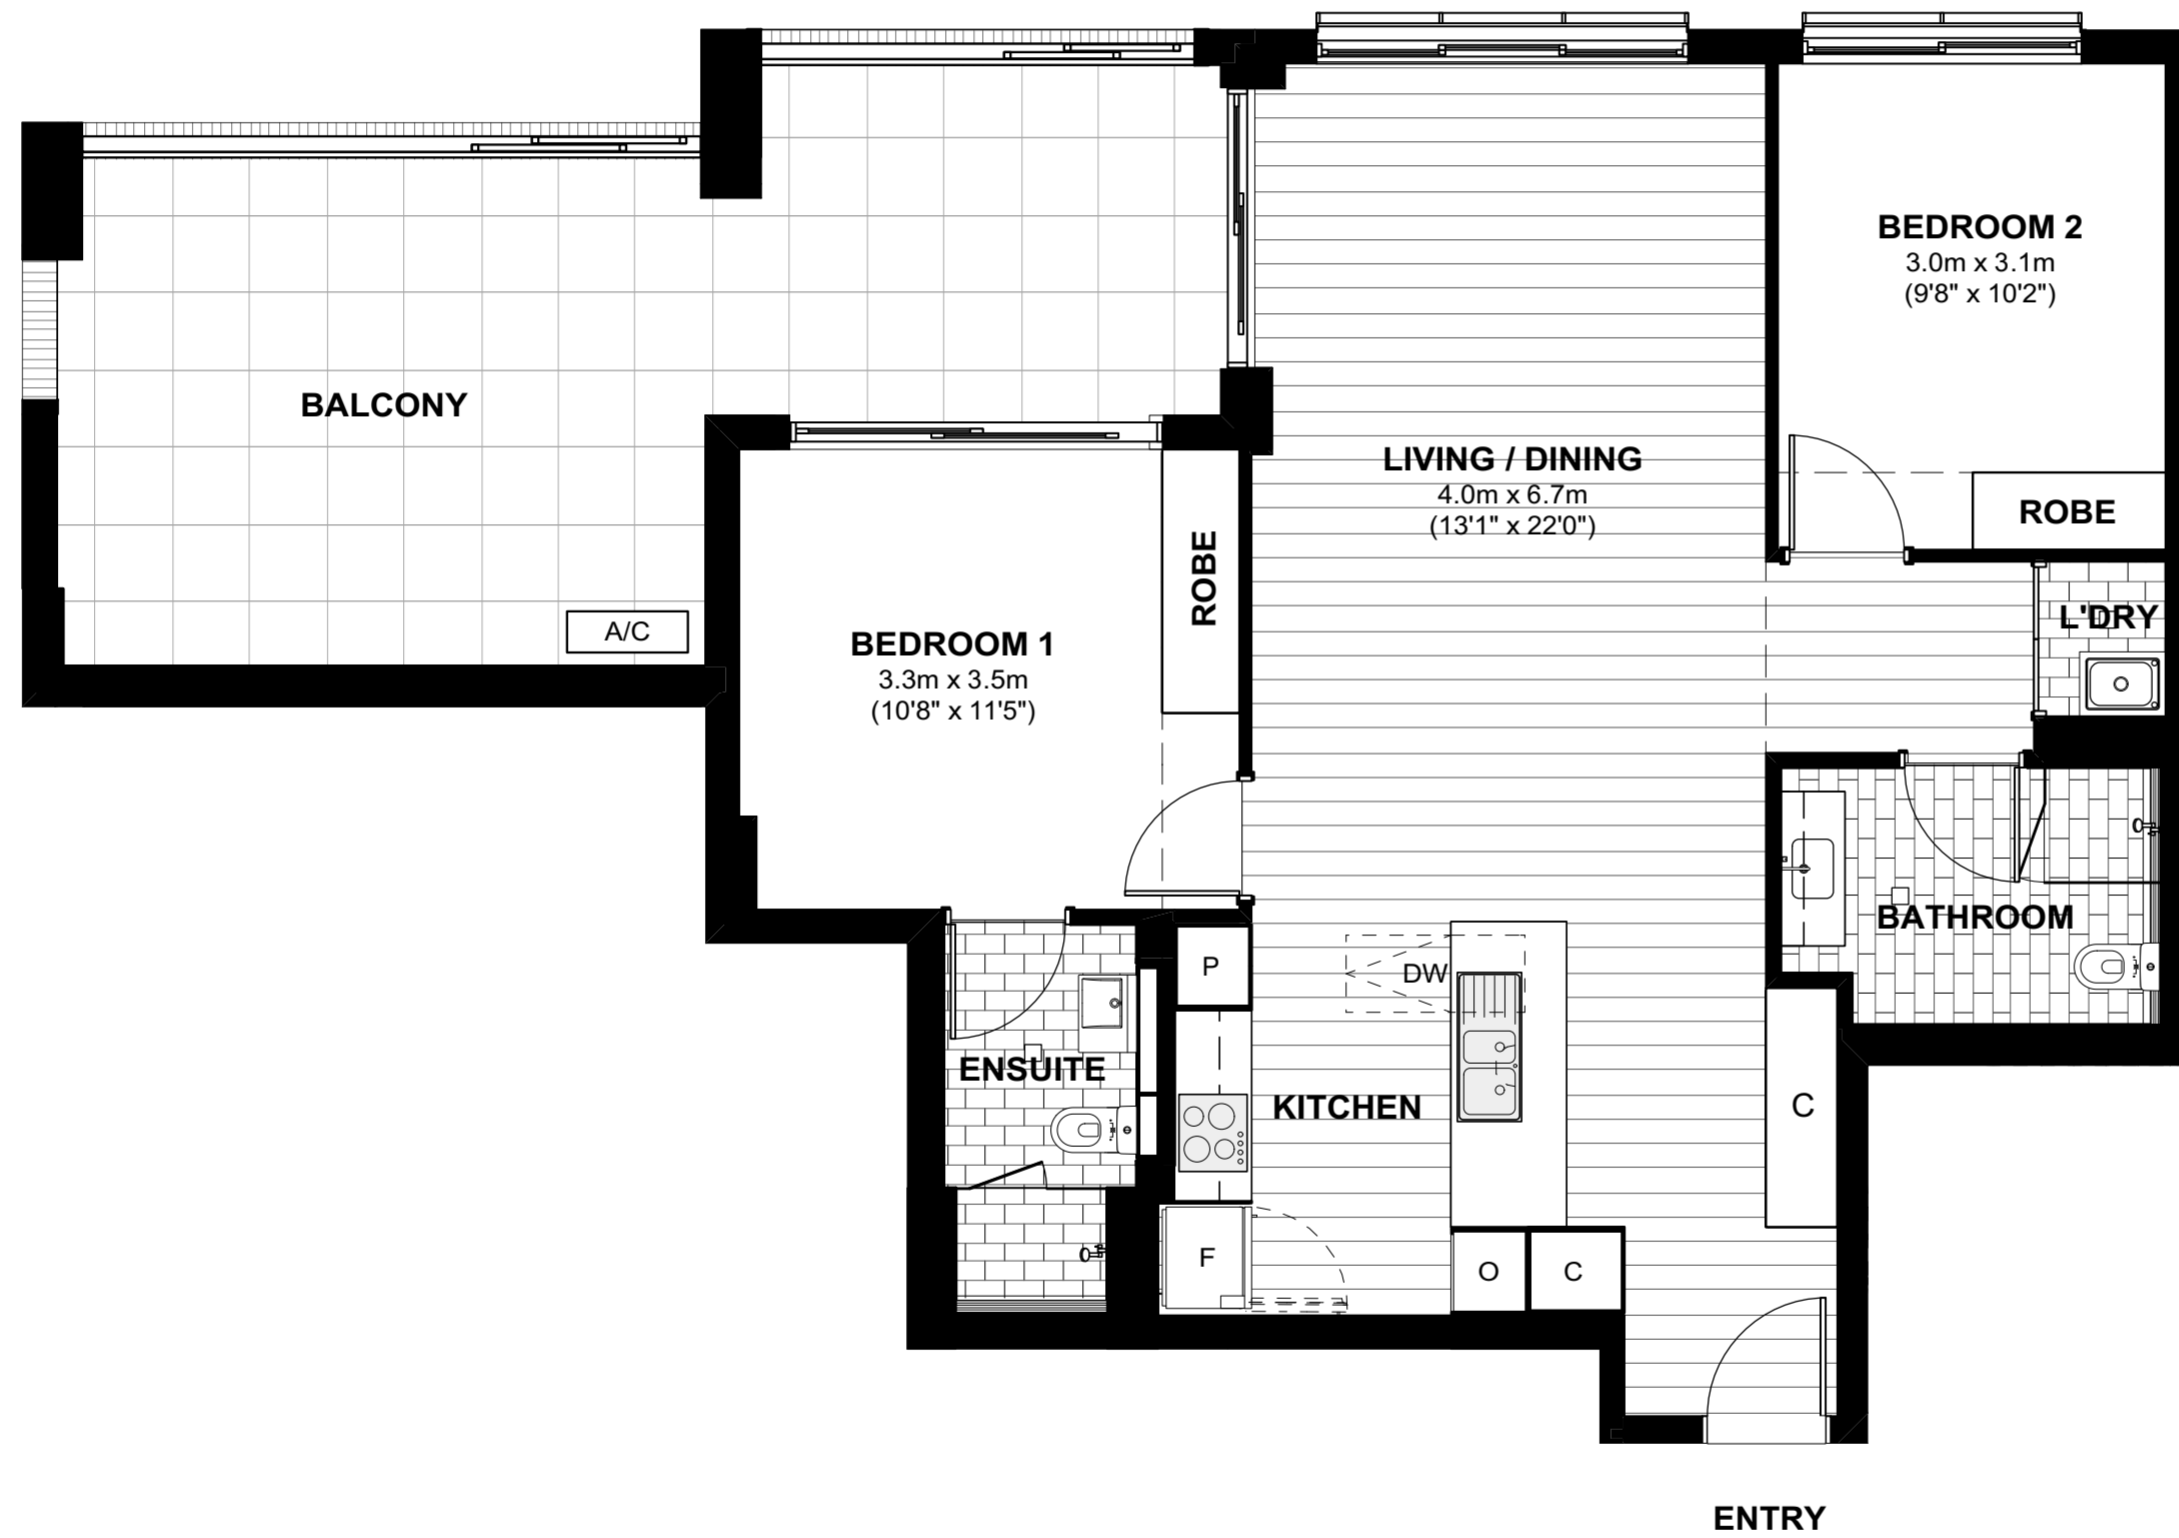 BEDROOM 2
3.0m x 3.1m
(9'8" x 10'2")
BALCONY
LIVING / DINING
4.0m x 6.7m
(13'1" x 22'0")
ROBE
ROBE
L'DRY
A/C
BEDROOM 1
3.3m x 3.5m
(10'8" x 11'5")
BATHROOM
P
DW
ENSUITE
KITCHEN
C
F
O
C
ENTRY